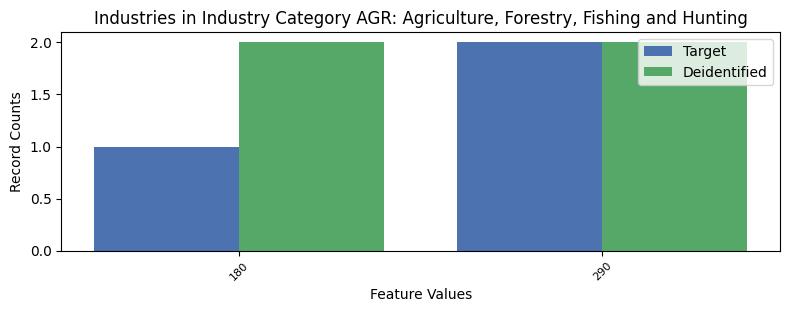 Industries in Industry Category AGR: Agriculture, Forestry, Fishing and Hunting
Target
Deidentified
Record Counts
2.0
1.5
1.0
0.5
0.0
180
290
Feature Values